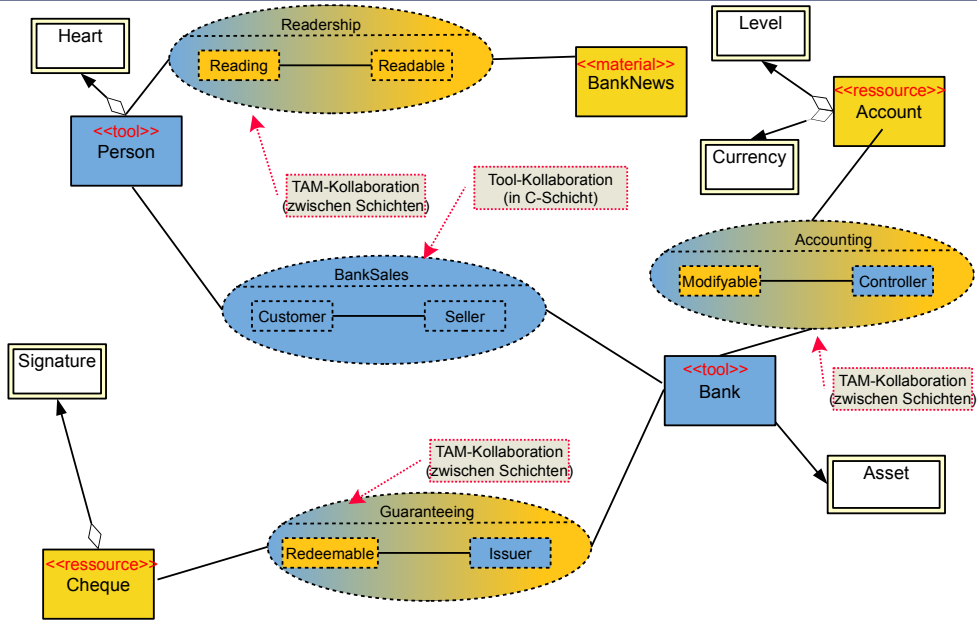 Heart
Readership
Reading
Readable
<<material>>
BankNews
Level
<<ressource>>
Account
Currency
<<tool>>
Person
TAM-Kollaboration
(zwischen Schichten)
Tool-Kollaboration
(in C-Schicht)
Accounting
Modifyable
Controller
BankSales
Customer
Seller
Signature
<<tool>>
Bank
TAM-Kollaboration
(zwischen Schichten)
TAM-Kollaboration
(zwischen Schichten)
Asset
Guaranteeing
Redeemable
Issuer
<<ressource>>
Cheque